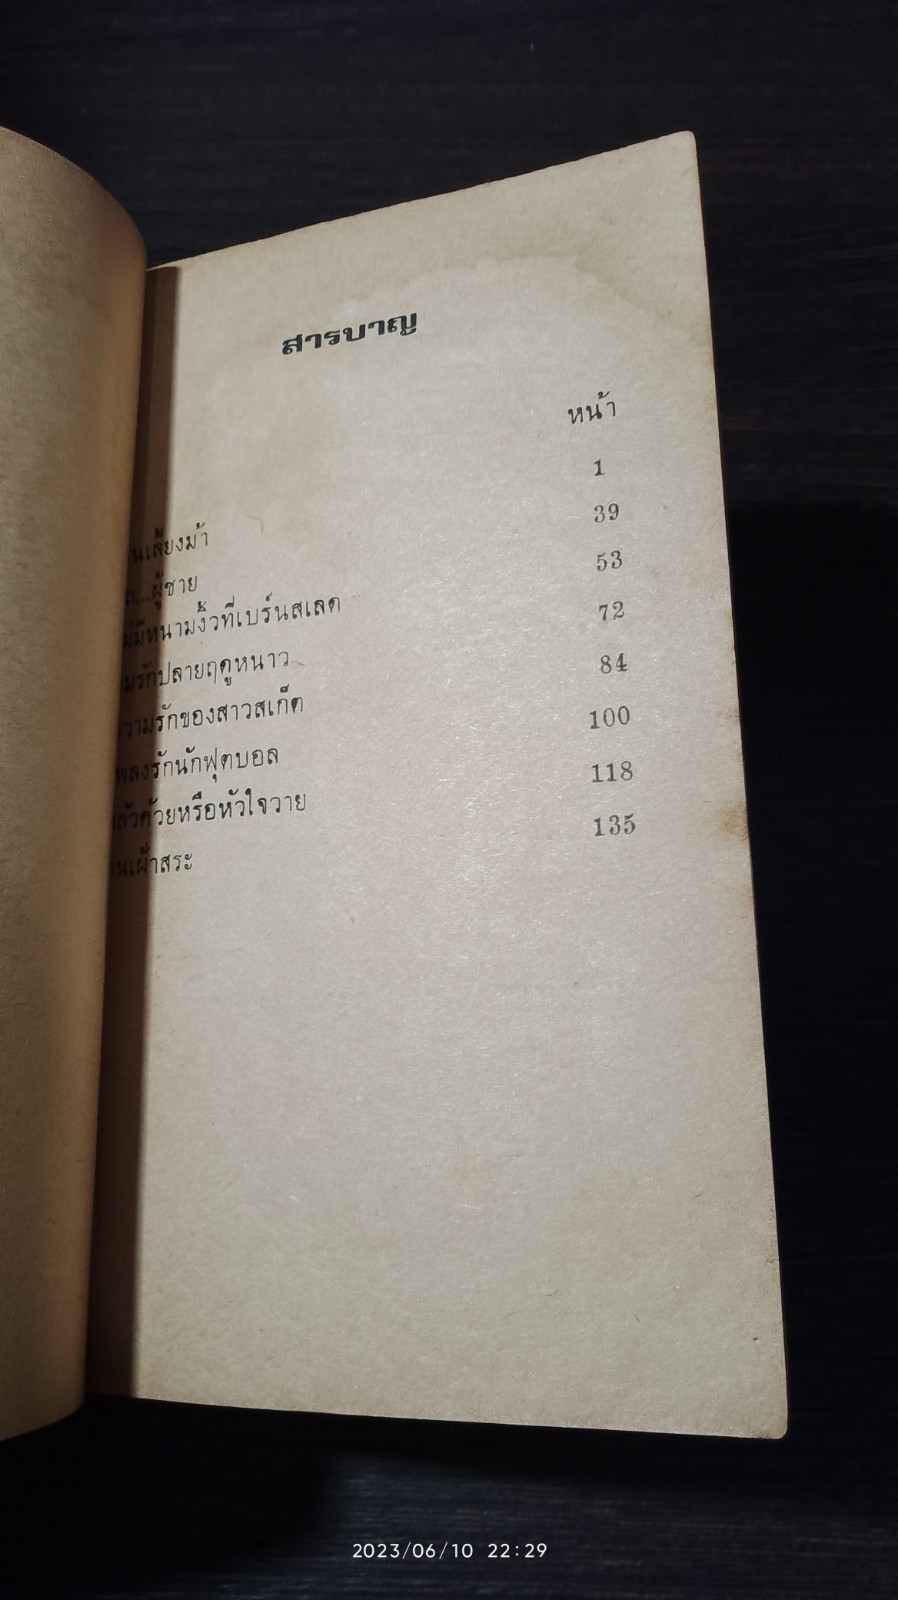 สารบาญ
หน้า
นเลี้ยงม้า 1
...ผู้ชาย 39
มีหนามงิ้วที่เบร์นสเลด 53
มรักปลายฤดูหนาว 72
วามรักของสาวสเก็ต 84
พลงรักนักฟุตบอล 100
ด้วยหรือหัวใจวาย 118
นเฝ้าสระ 135
2023/06/10 22:29